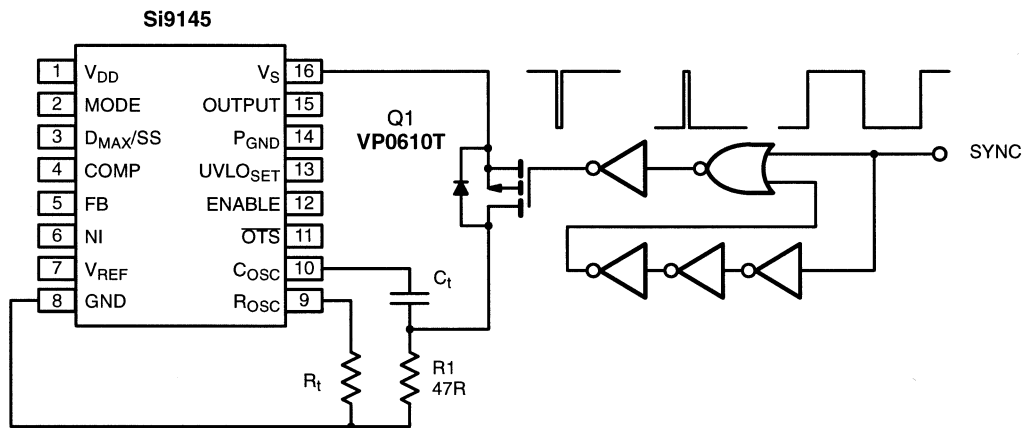 Si9145
1 VDD VS 16
2 MODE OUTPUT 15
3 DMAX/SS PGND 14
4 COMP UVLOSET 13
5 FB ENABLE 12
6 NI O̅T̅S̅ 11
7 VREF COSC 10
8 GND ROSC 9
Q1
VP0610T
SYNC
Ct
Rt
R1
47R